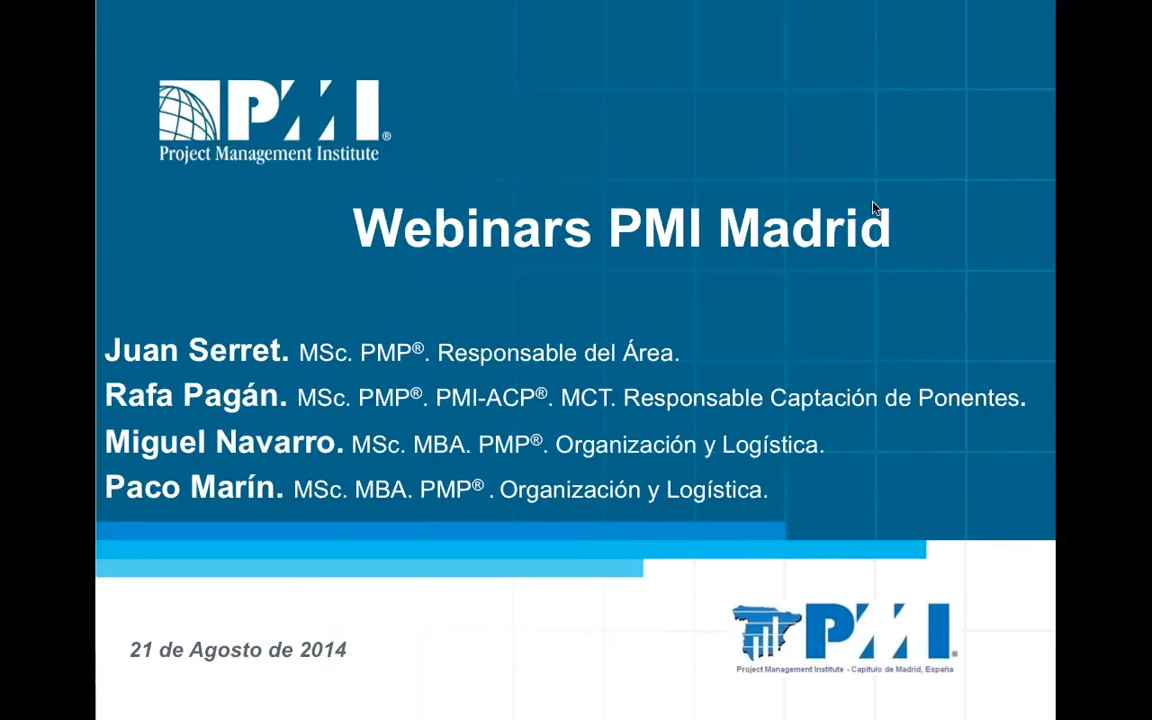 PMI®
Project Management Institute
Webinars PMI Madrid
Juan Serret. MSc. PMP®. Responsable del Área.
Rafa Pagán. MSc. PMP®. PMI-ACP®. MCT. Responsable Captación de Ponentes.
Miguel Navarro. MSc. MBA. PMP®. Organización y Logística.
Paco Marín. MSc. MBA. PMP® . Organización y Logística.
21 de Agosto de 2014
PMI®
Project Management Institute - Capítulo de Madrid, España